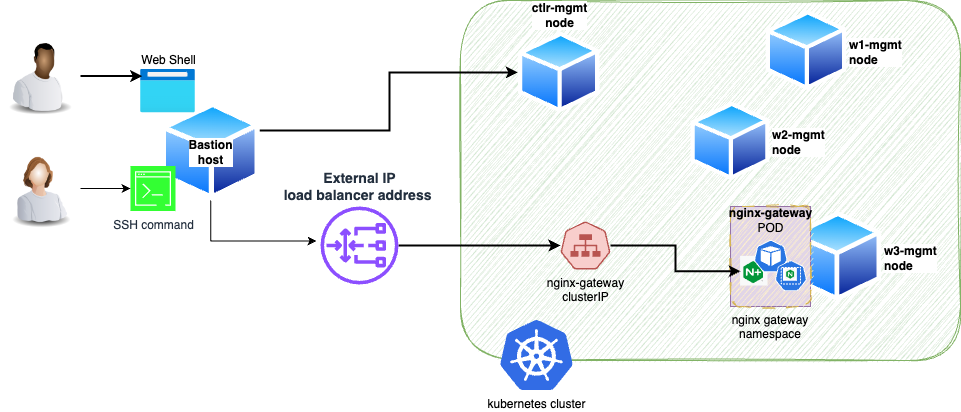 ctlr-mgmt
node
w1-mgmt
node
Web Shell
Bastion
host
w2-mgmt
node
External IP
load balancer address
SSH command
nginx-gateway
POD
N+
N
w3-mgmt
node
nginx-gateway
clusterIP
nginx gateway
namespace
kubernetes cluster